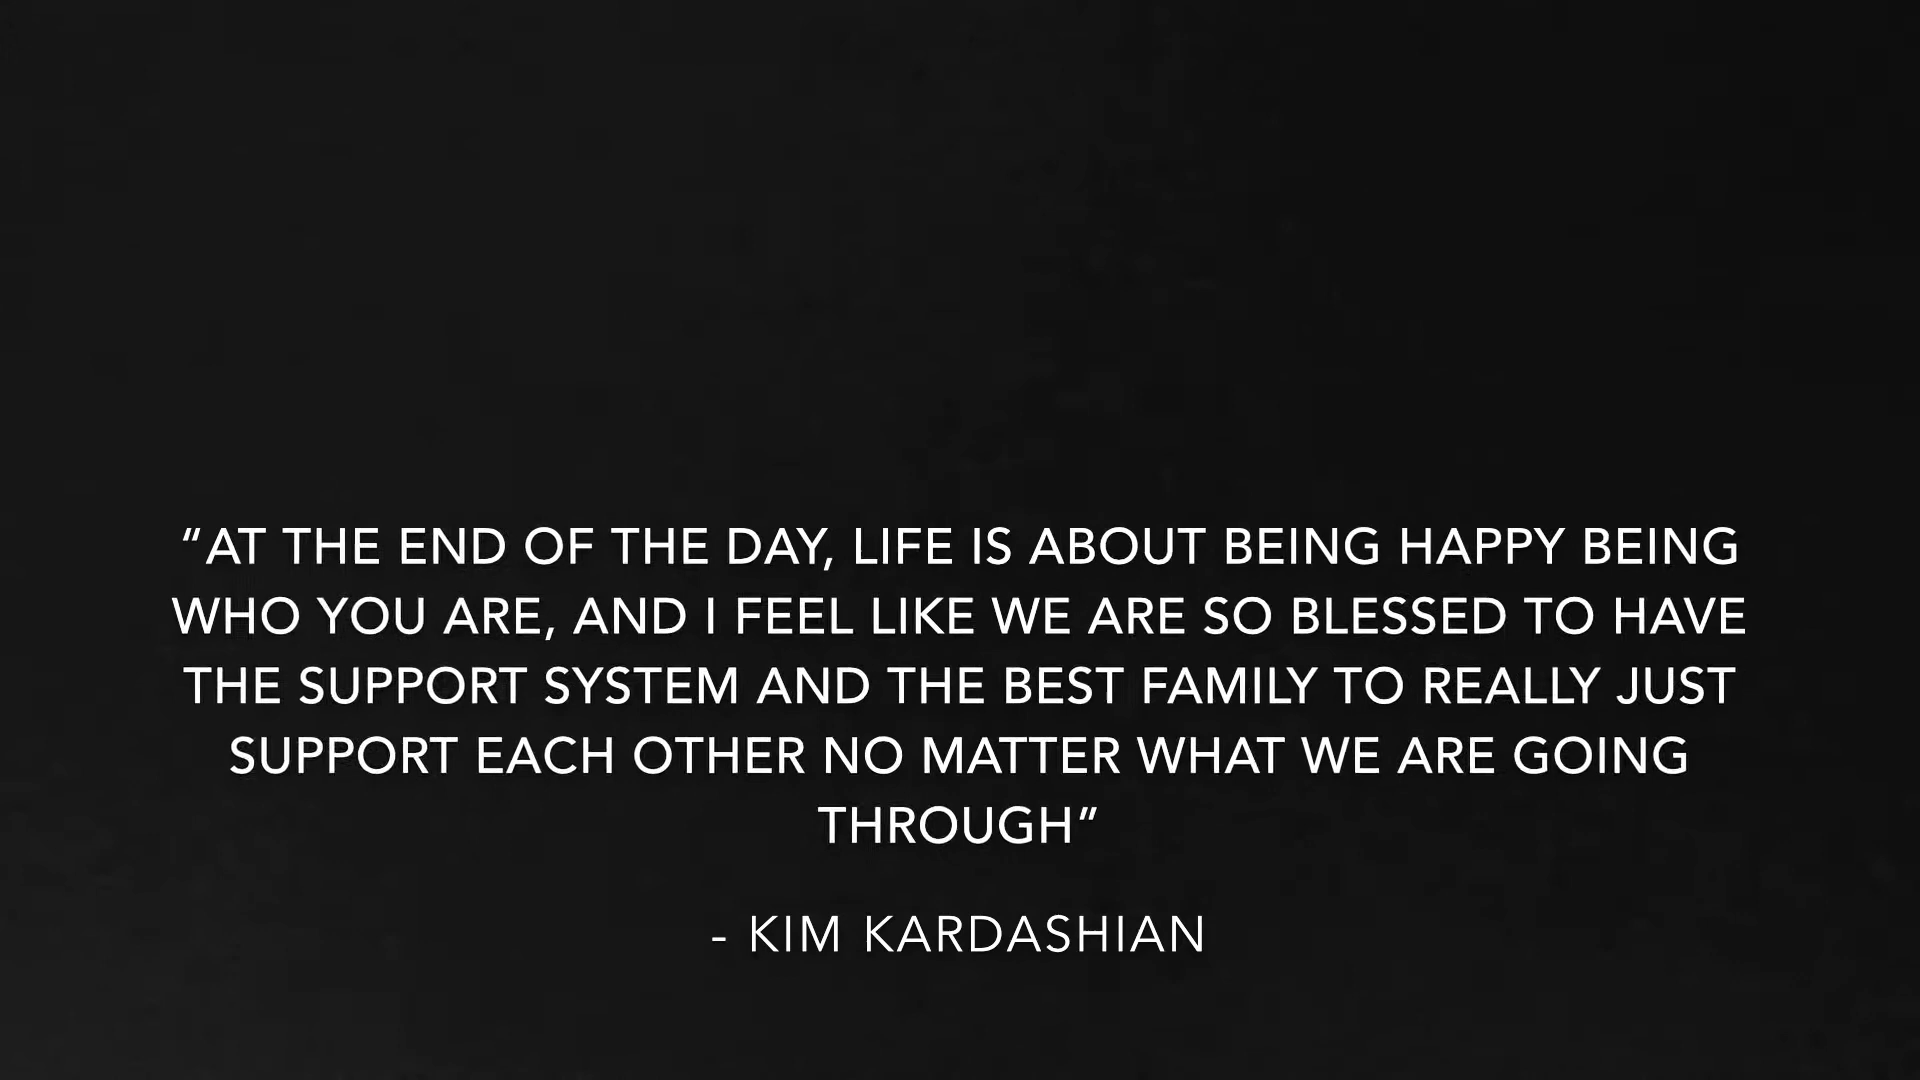 “AT THE END OF THE DAY, LIFE IS ABOUT BEING HAPPY BEING
WHO YOU ARE, AND I FEEL LIKE WE ARE SO BLESSED TO HAVE
THE SUPPORT SYSTEM AND THE BEST FAMILY TO REALLY JUST
SUPPORT EACH OTHER NO MATTER WHAT WE ARE GOING
THROUGH”
- KIM KARDASHIAN